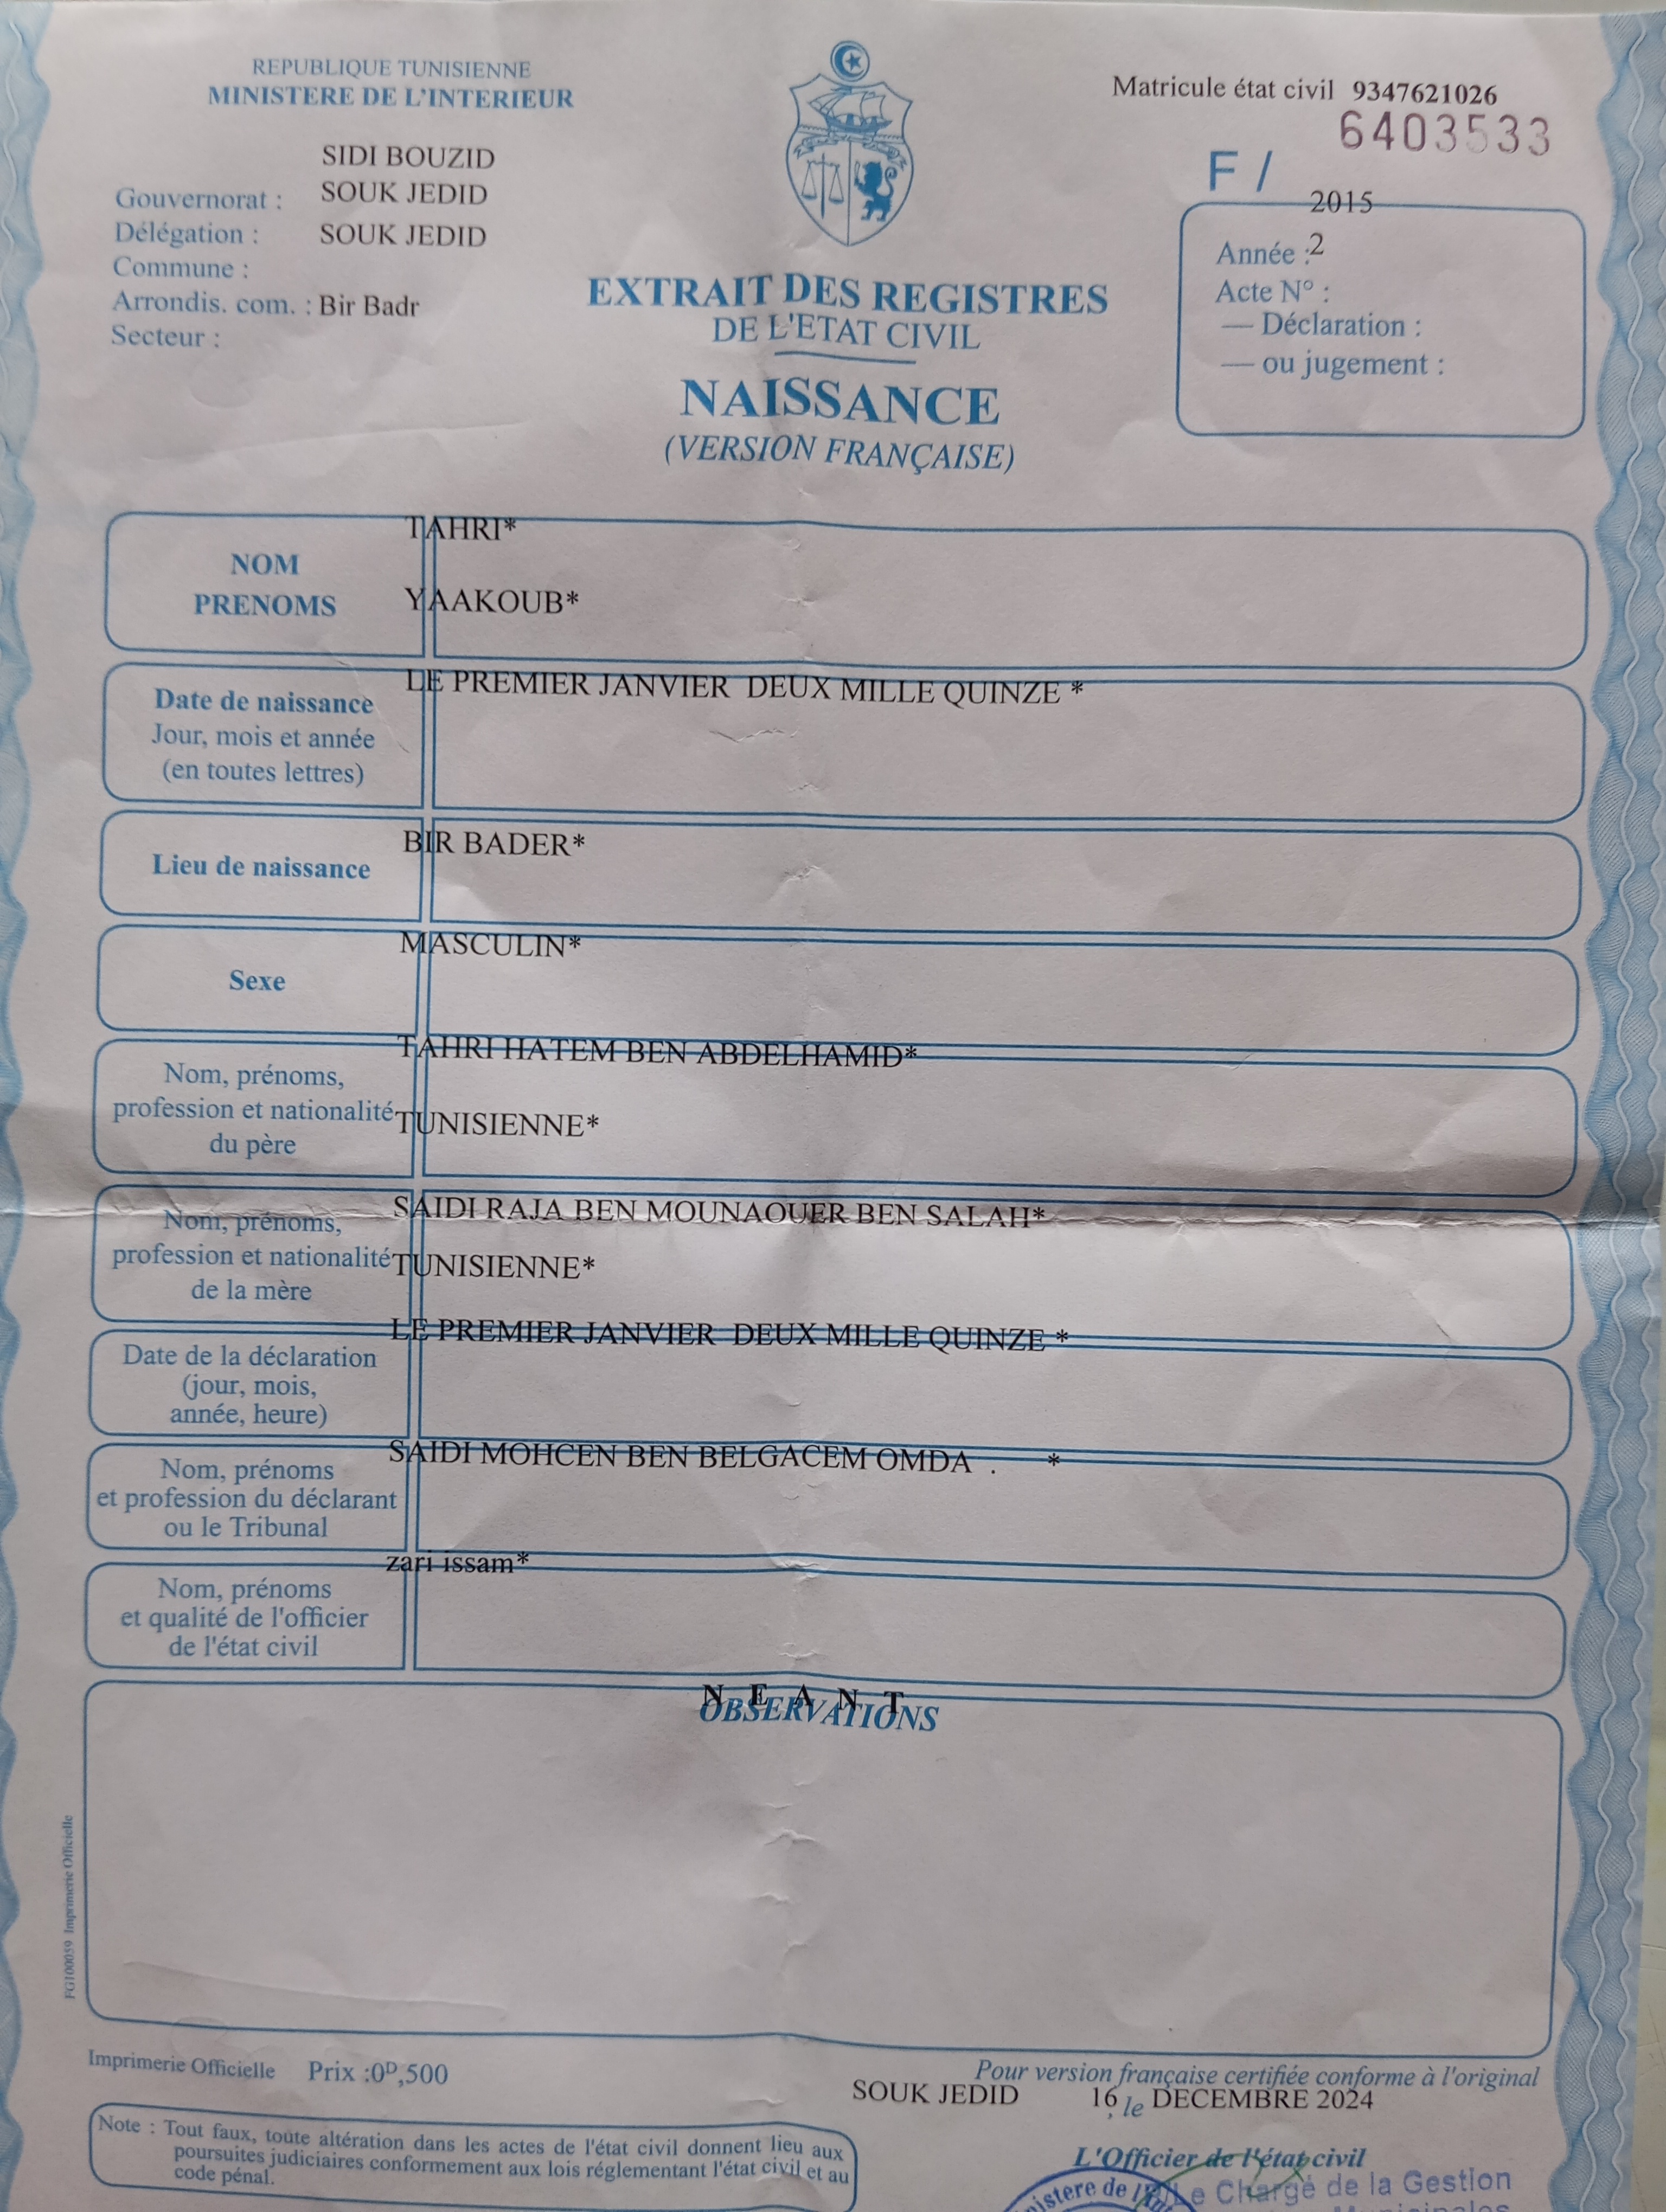 REPUBLIQUE TUNISIENNE
MINISTERE DE L'INTERIEUR
Matricule état civil 9347621026
6403533
F /
SIDI BOUZID
Gouvernorat : SOUK JEDID
Délégation : SOUK JEDID
Commune :
Arrondis. com. : Bir Badr
Secteur :
2015
Année : 2
Acte N° :
— Déclaration :
— ou jugement :
EXTRAIT DES REGISTRES
DE L'ETAT CIVIL
NAISSANCE
(VERSION FRANÇAISE)
TAHRI*
NOM
PRENOMS YAAKOUB*
LE PREMIER JANVIER DEUX MILLE QUINZE *
Date de naissance
Jour, mois et année
(en toutes lettres)
BIR BADER*
Lieu de naissance
MASCULIN*
Sexe
TAHRI HATEM BEN ABDELHAMID*
Nom, prénoms,
profession et nationalité TUNISIENNE*
du père
SAIDI RAJA BEN MOUNAOUER BEN SALAH*
Nom, prénoms,
profession et nationalité TUNISIENNE*
de la mère
LE PREMIER JANVIER DEUX MILLE QUINZE *
Date de la déclaration
(jour, mois,
année, heure)
SAIDI MOHCEN BEN BELGACEM OMDA . *
Nom, prénoms
et profession du déclarant
ou le Tribunal
zari issam*
Nom, prénoms
et qualité de l'officier
de l'état civil
N E A N T
OBSERVATIONS
FG100059 Imprimerie Officielle
Imprimerie Officielle Prix :0D,500
Pour version française certifiée conforme à l'original
SOUK JEDID 16, le DECEMBRE 2024
Note : Tout faux, toute altération dans les actes de l'état civil donnent lieu aux
poursuites judiciaires conformement aux lois réglementant l'état civil et au
code pénal.
L'Officier de l'état civil
Le Chargé de la Gestion